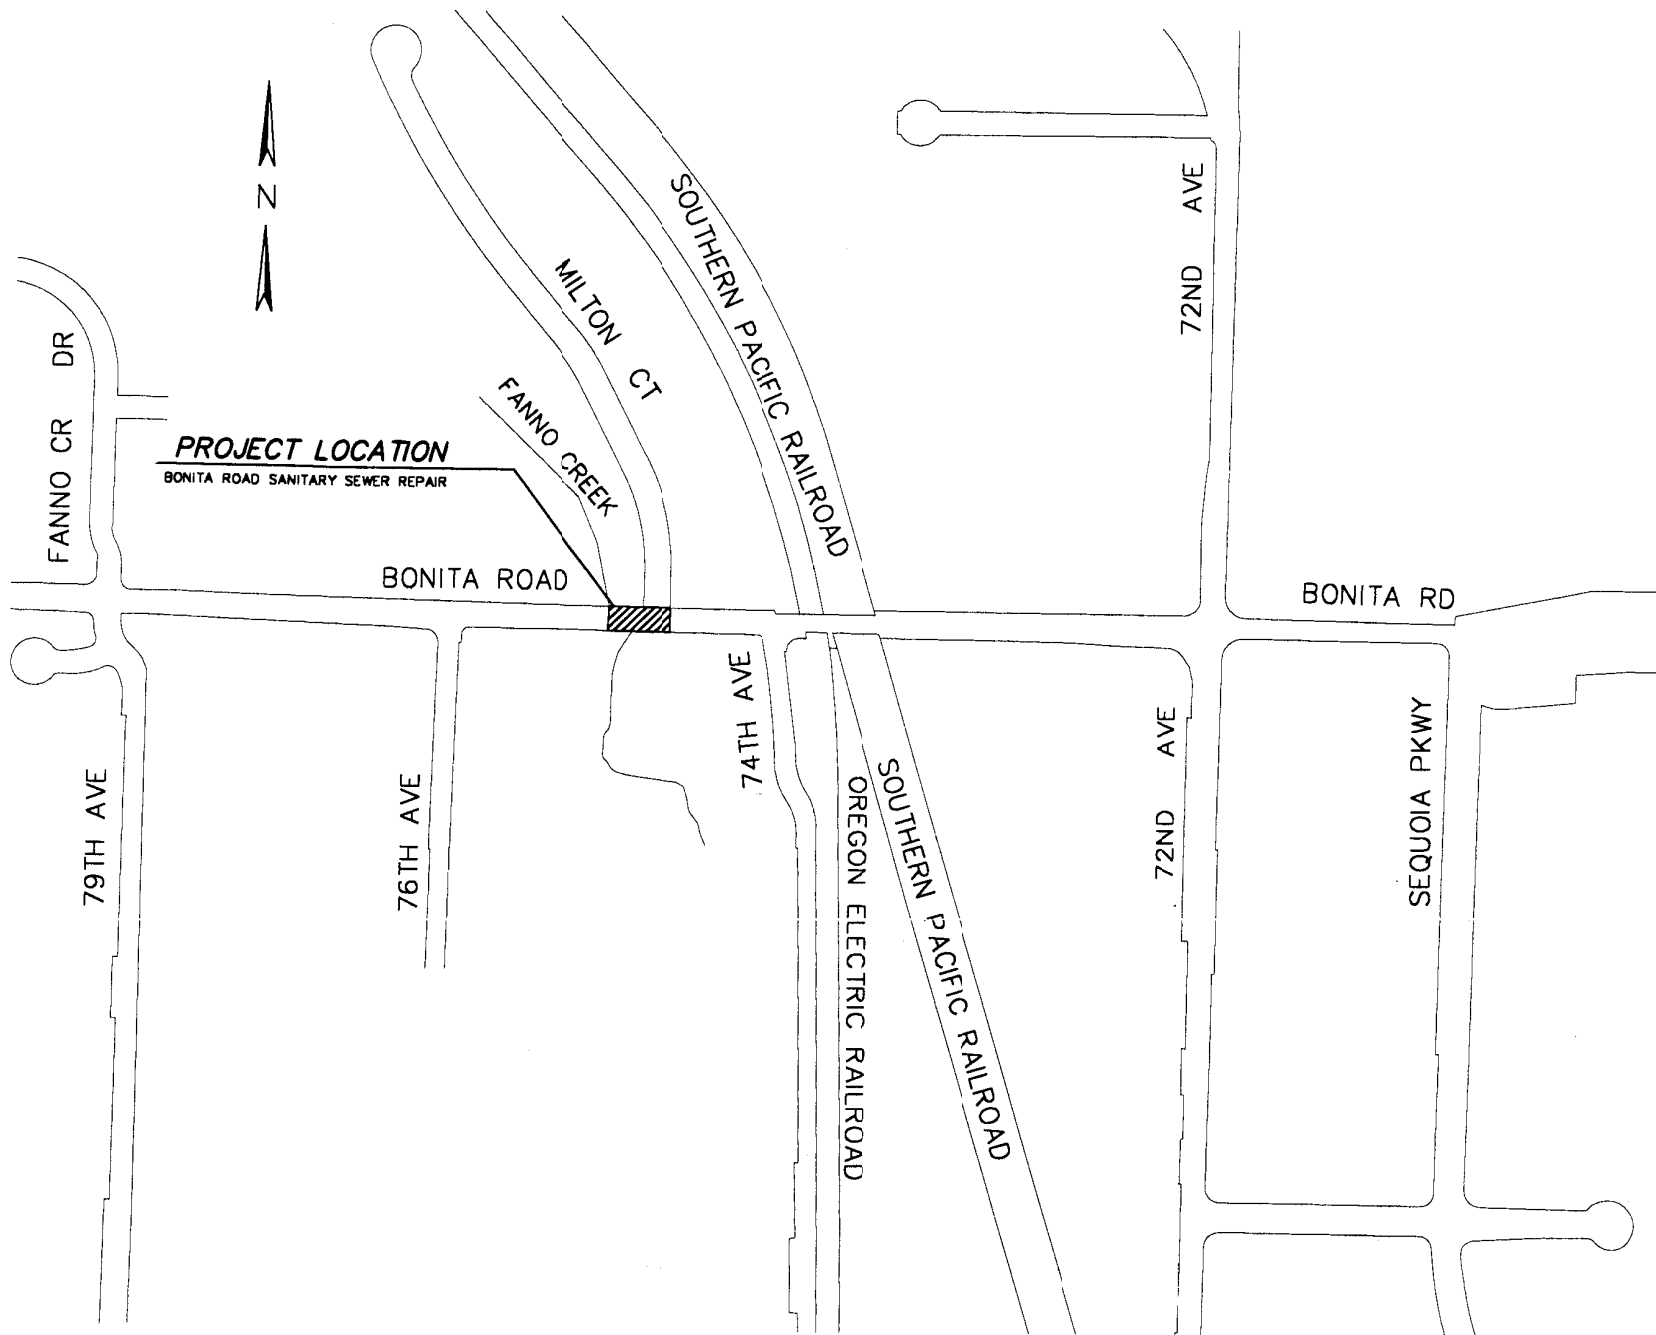 N
SOUTHERN PACIFIC RAILROAD
72ND AVE
MILTON CT
FANNO CR DR
FANNO CREEK
PROJECT LOCATION
BONITA ROAD SANITARY SEWER REPAIR
BONITA ROAD
BONITA RD
74TH AVE
79TH AVE
76TH AVE
OREGON ELECTRIC RAILROAD
SOUTHERN PACIFIC RAILROAD
72ND AVE
SEQUOIA PKWY